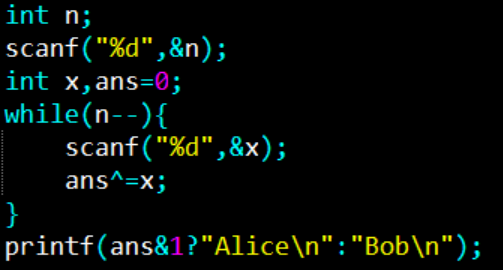 int n;
scanf("%d",&n);
int x,ans=0;
while(n--){
    scanf("%d",&x);
    ans^=x;
}
printf(ans&1?"Alice\n":"Bob\n");